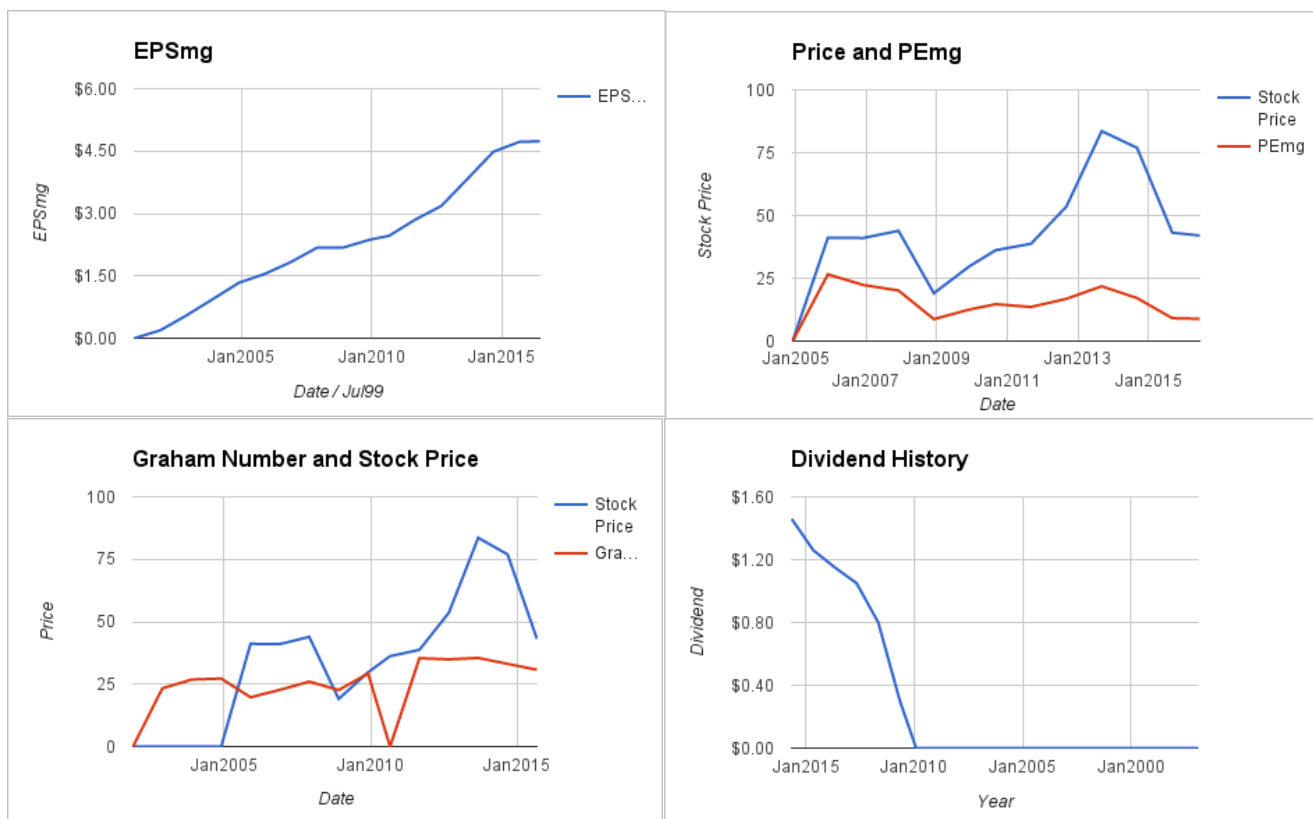 EPSmg
$6.00
$4.50
$3.00
$1.50
$0.00
EPSmg
Jan2005
Jan2010
Jan2015
Date / Jul99
EPS...
Price and PEmg
100
75
50
25
0
Stock Price
Jan2005
Jan2009
Jan2013
Jan2007
Jan2011
Jan2015
Date
Stock
Price
PEmg
Graham Number and Stock Price
100
75
50
25
0
Price
Jan2005
Jan2010
Jan2015
Date
Stock
Price
Gra...
Dividend History
$1.60
$1.20
$0.80
$0.40
$0.00
Dividend
Jan2015
Jan2010
Jan2005
Jan2000
Year